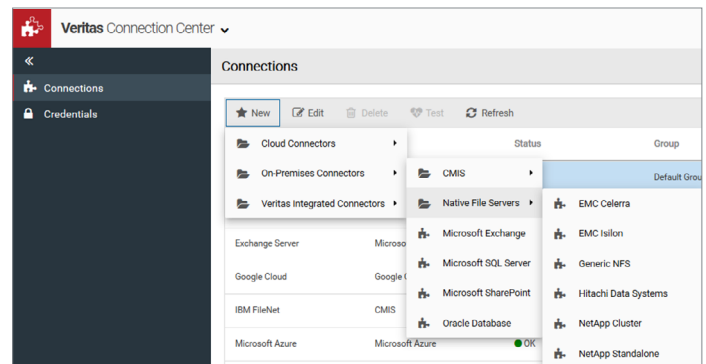 Veritas Connection Center
Connections
Credentials
Connections
New Edit Delete Test Refresh
Status Group
Cloud Connectors
On-Premises Connectors
Veritas Integrated Connectors
CMIS
Native File Servers
Microsoft Exchange
Microsoft SQL Server
Microsoft SharePoint
Oracle Database
EMC Celerra
EMC Isilon
Generic NFS
Hitachi Data Systems
NetApp Cluster
NetApp Standalone
Default Grou
Exchange Server Microso
Google Cloud Google
IBM FileNet CMIS
Microsoft Azure Microsoft Azure OK